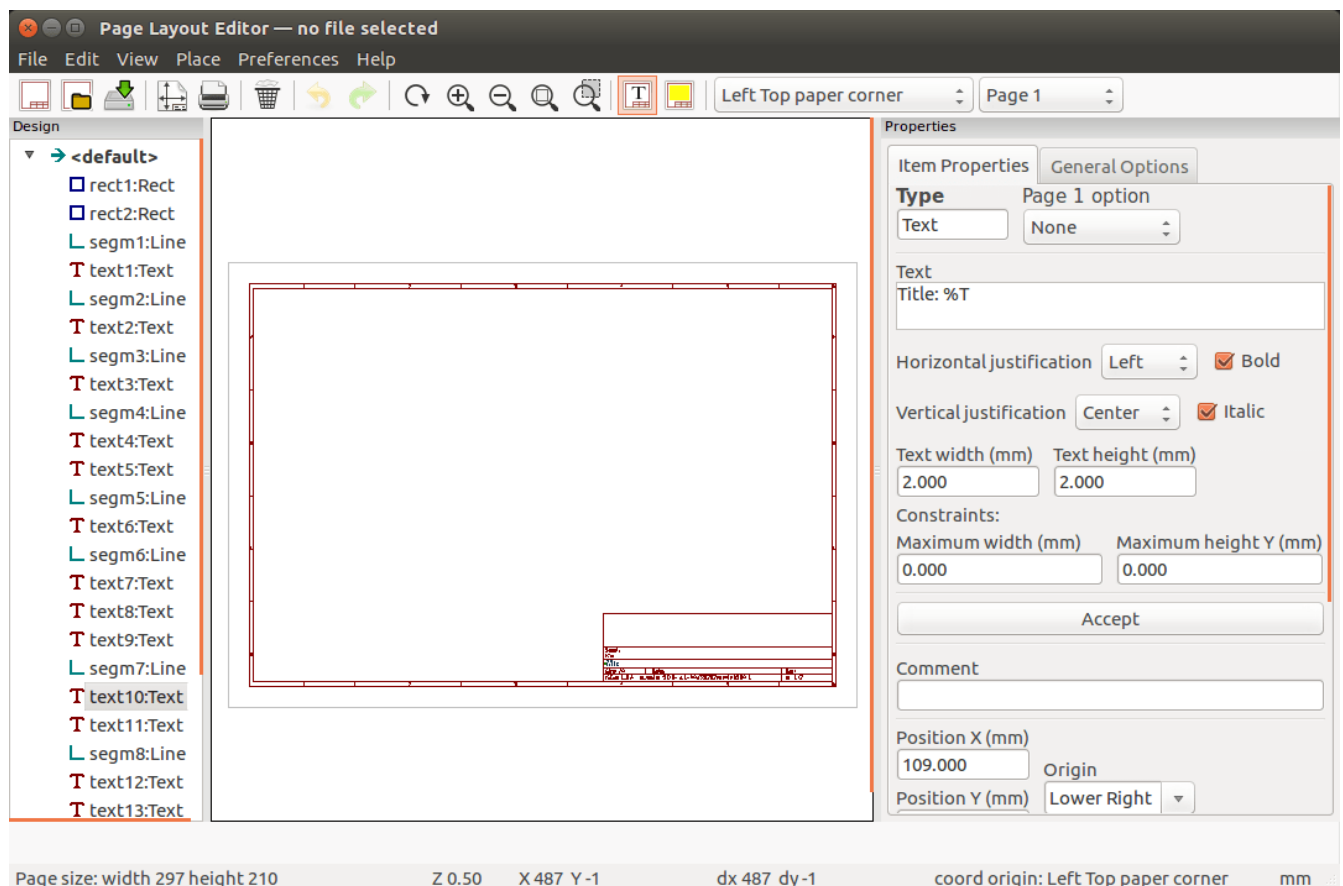 Page Layout Editor — no file selected
File Edit View Place Preferences Help
T Left Top paper corner Page 1
Design
<default>
rect1:Rect
rect2:Rect
segm1:Line
T text1:Text
segm2:Line
T text2:Text
segm3:Line
T text3:Text
segm4:Line
T text4:Text
T text5:Text
segm5:Line
T text6:Text
segm6:Line
T text7:Text
T text8:Text
T text9:Text
segm7:Line
T text10:Text
T text11:Text
segm8:Line
T text12:Text
T text13:Text
Properties
Item Properties General Options
Type Page 1 option
Text None
Text
Title: %T
Horizontal justification Left Bold
Vertical justification Center Italic
Text width (mm) Text height (mm)
2.000 2.000
Constraints:
Maximum width (mm) Maximum height Y (mm)
0.000 0.000
Accept
Comment
Position X (mm)
109.000 Origin
Position Y (mm) Lower Right
Page size: width 297 height 210 Z 0.50 X 487 Y -1 dx 487 dy -1 coord origin: Left Top paper corner mm